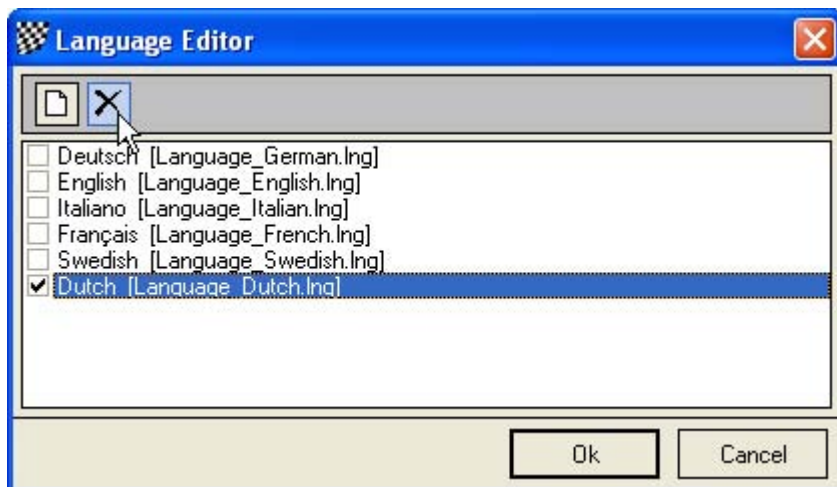 Language Editor
Deutsch [Language_German.lng]
English [Language_English.lng]
Italiano [Language_Italian.lng]
Français [Language_French.lng]
Swedish [Language_Swedish.lng]
Dutch [Language_Dutch.lng]
Ok Cancel